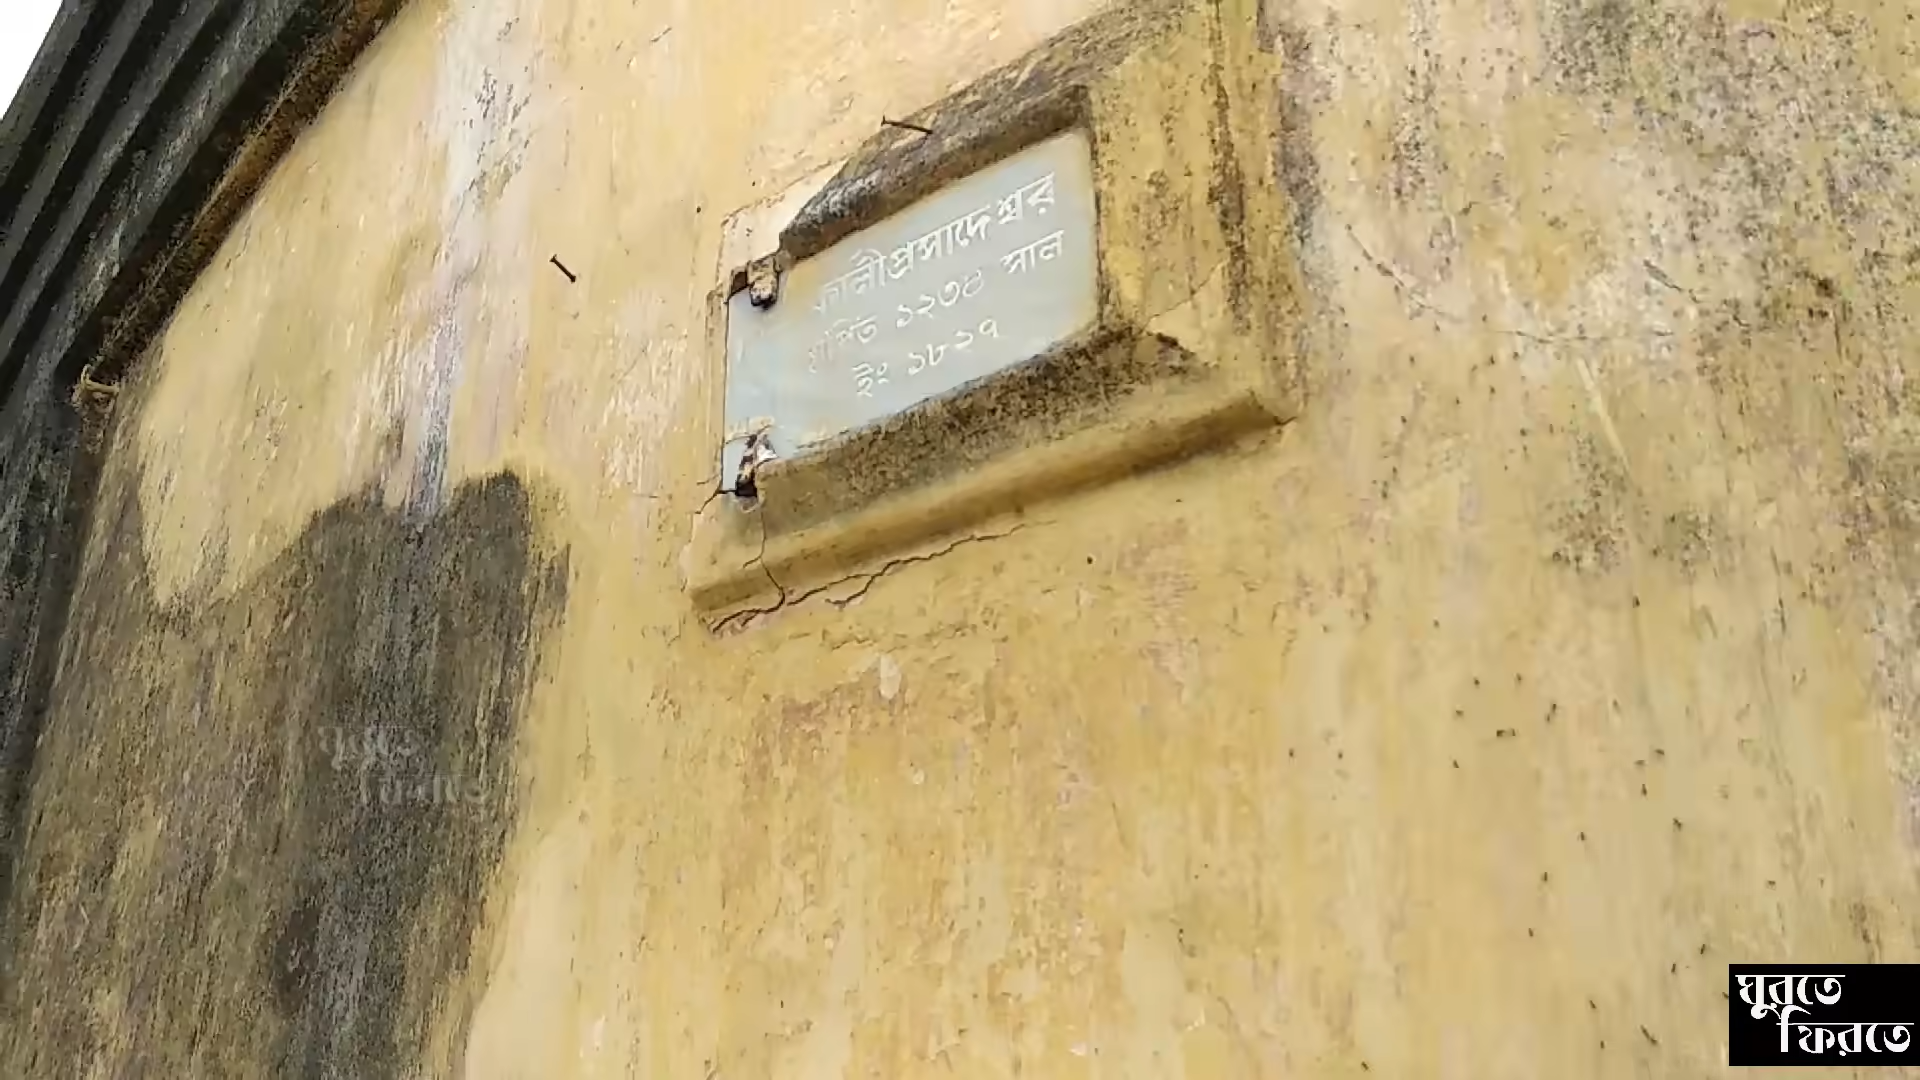 কালীপ্রসাদেশ্বর
স্থাপিত ১২৩৪ সাল
ইং ১৮২৭
ঘুরতে
ফিরতে